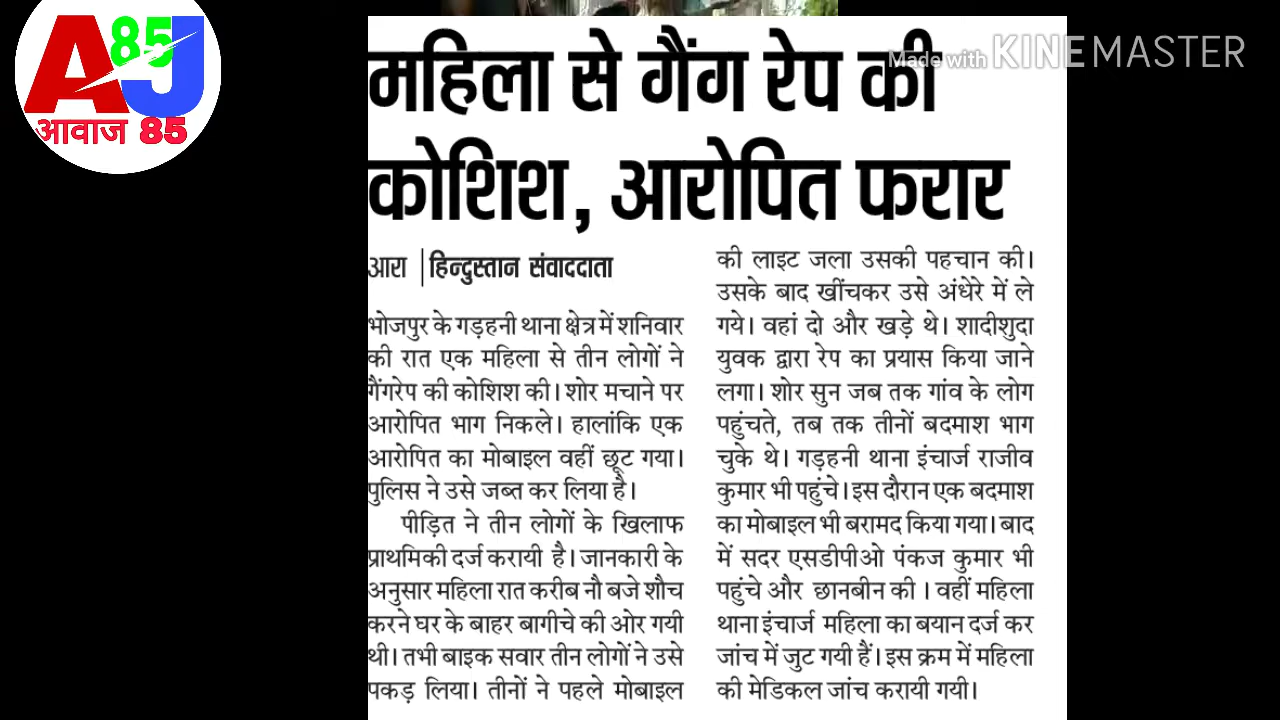 AJ 85
आवाज 85
Made with KINEMASTER
महिला से गैंग रेप की
कोशिश, आरोपित फरार
आरा | हिन्दुस्तान संवाददाता
भोजपुर के गड़हनी थाना क्षेत्र में शनिवार
की रात एक महिला से तीन लोगों ने
गैंगरेप की कोशिश की। शोर मचाने पर
आरोपित भाग निकले। हालांकि एक
आरोपित का मोबाइल वहीं छूट गया।
पुलिस ने उसे जब्त कर लिया है।
पीड़ित ने तीन लोगों के खिलाफ
प्राथमिकी दर्ज करायी है। जानकारी के
अनुसार महिला रात करीब नौ बजे शौच
करने घर के बाहर बागीचे की ओर गयी
थी। तभी बाइक सवार तीन लोगों ने उसे
पकड़ लिया। तीनों ने पहले मोबाइल
की लाइट जला उसकी पहचान की।
उसके बाद खींचकर उसे अंधेरे में ले
गये। वहां दो और खड़े थे। शादीशुदा
युवक द्वारा रेप का प्रयास किया जाने
लगा। शोर सुन जब तक गांव के लोग
पहुंचते, तब तक तीनों बदमाश भाग
चुके थे। गड़हनी थाना इंचार्ज राजीव
कुमार भी पहुंचे। इस दौरान एक बदमाश
का मोबाइल भी बरामद किया गया। बाद
में सदर एसडीपीओ पंकज कुमार भी
पहुंचे और छानबीन की । वहीं महिला
थाना इंचार्ज महिला का बयान दर्ज कर
जांच में जुट गयी हैं। इस क्रम में महिला
की मेडिकल जांच करायी गयी।